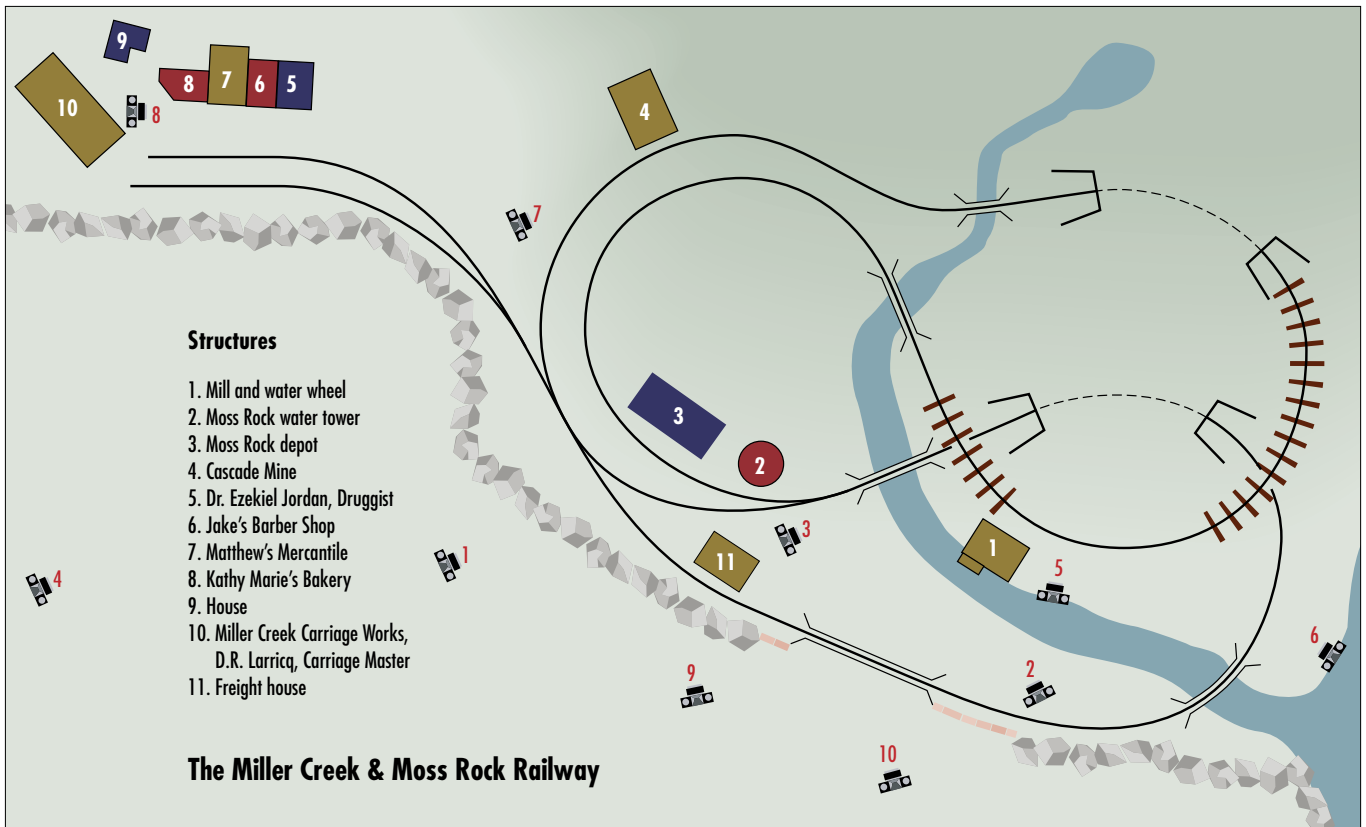 9
10
8
7
6
5
8
4
7
Structures
1. Mill and water wheel
2. Moss Rock water tower
3. Moss Rock depot
4. Cascade Mine
5. Dr. Ezekiel Jordan, Druggist
6. Jake's Barber Shop
7. Matthew's Mercantile
8. Kathy Marie's Bakery
9. House
10. Miller Creek Carriage Works,
D.R. Larricq, Carriage Master
11. Freight house
3
2
3
11
1
1
4
5
6
9
2
10
The Miller Creek & Moss Rock Railway